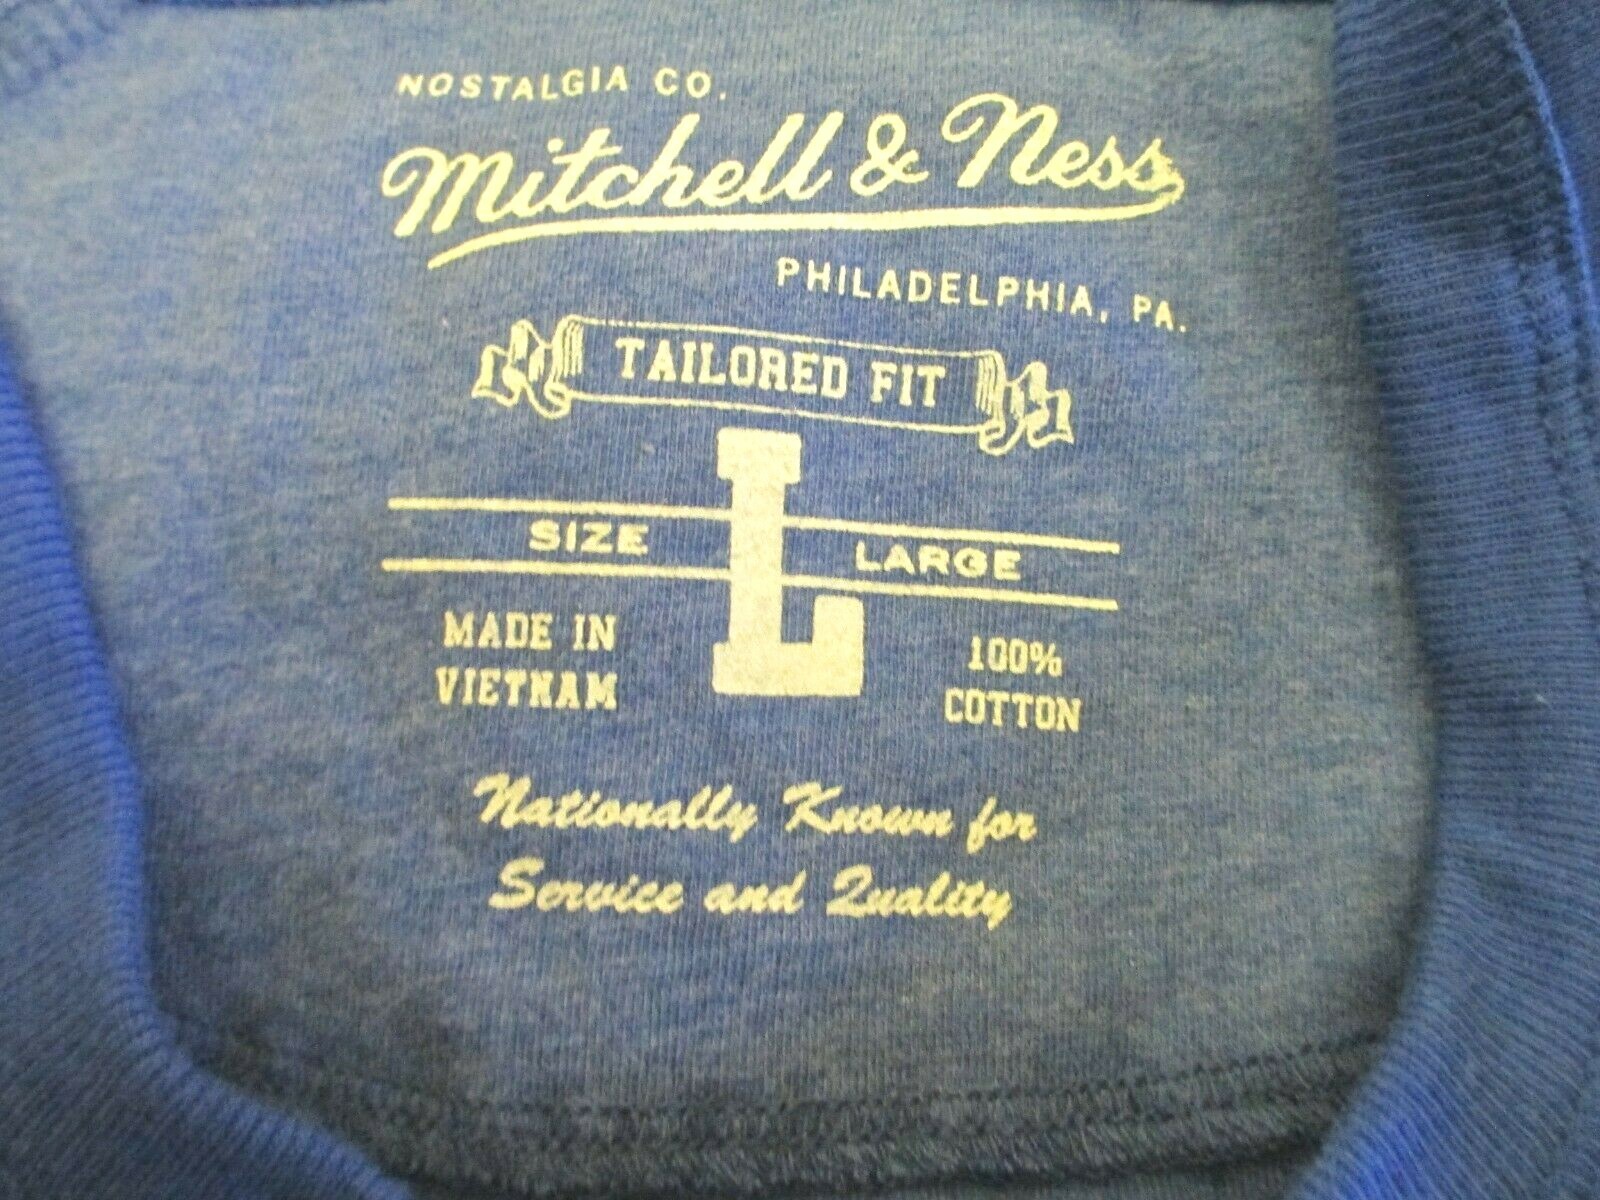 NOSTALGIA CO.
Mitchell & Ness
PHILADELPHIA, PA.
TAILORED FIT
L
SIZE LARGE
MADE IN
VIETNAM
100%
COTTON
Nationally Known for
Service and Quality